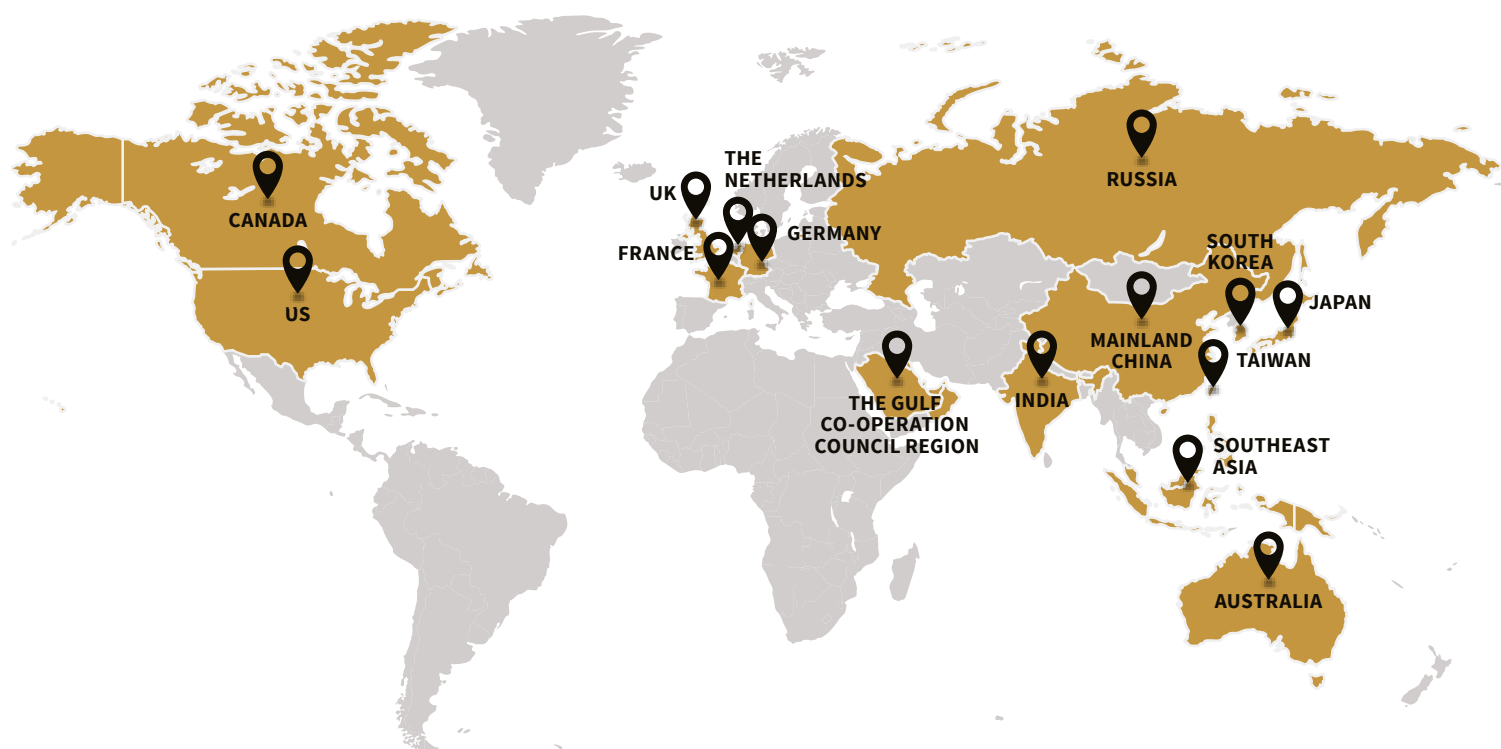 CANADA
US
UK
THE
NETHERLANDS
FRANCE
GERMANY
RUSSIA
SOUTH
KOREA
JAPAN
MAINLAND
CHINA
TAIWAN
THE GULF
CO-OPERATION
COUNCIL REGION
INDIA
SOUTHEAST
ASIA
AUSTRALIA